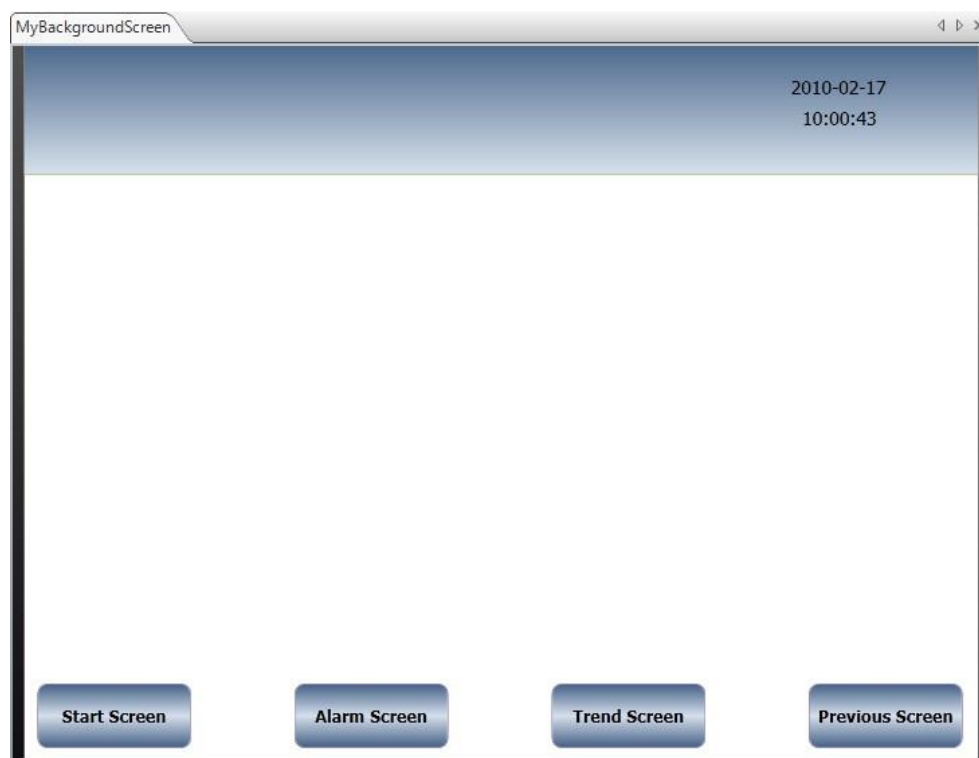 MyBackgroundScreen
2010-02-17
10:00:43
Start Screen
Alarm Screen
Trend Screen
Previous Screen